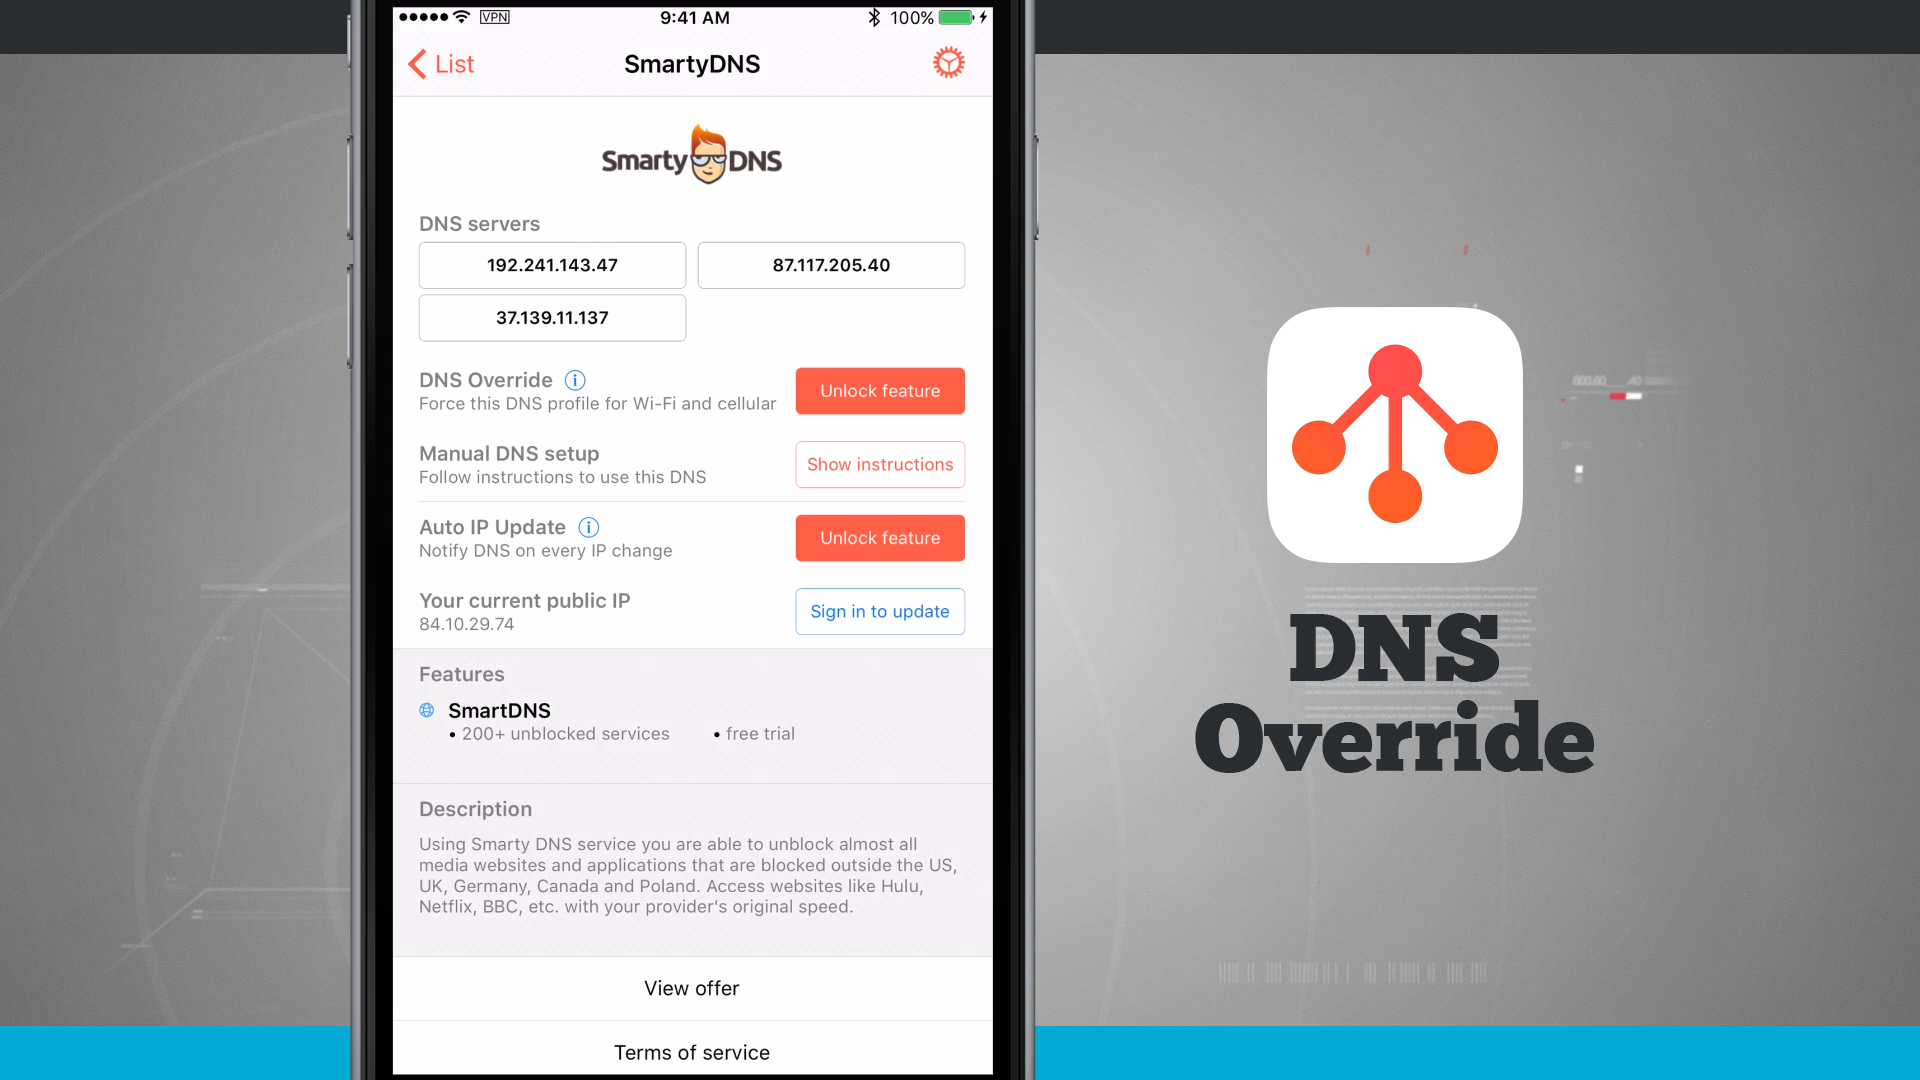 VPN
9:41 AM
100%
List
SmartyDNS
Smarty DNS
DNS servers
192.241.143.47
87.117.205.40
37.139.11.137
DNS Override
Force this DNS profile for Wi-Fi and cellular
Unlock feature
Manual DNS setup
Follow instructions to use this DNS
Show instructions
Auto IP Update
Notify DNS on every IP change
Unlock feature
Your current public IP
84.10.29.74
Sign in to update
Features
SmartDNS
• 200+ unblocked services
• free trial
Description
Using Smarty DNS service you are able to unblock almost all
media websites and applications that are blocked outside the US,
UK, Germany, Canada and Poland. Access websites like Hulu,
Netflix, BBC, etc. with your provider's original speed.
View offer
Terms of service
DNS
Override